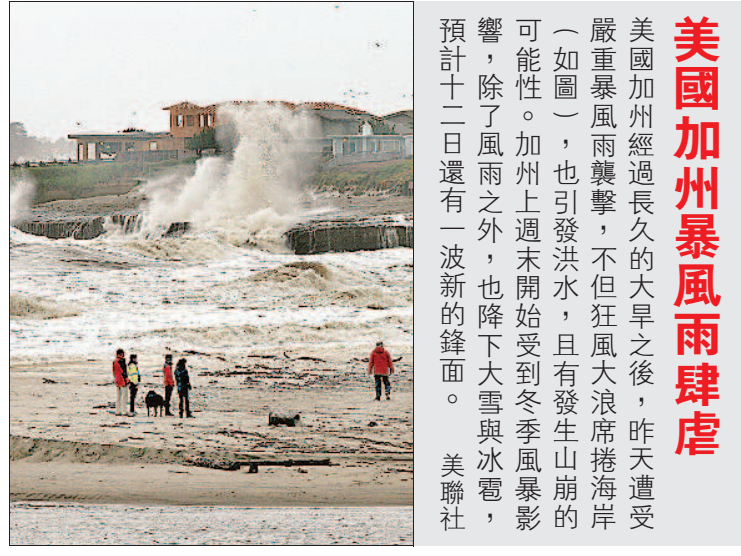 美國加州暴風雨肆虐
美國加州經過長久的大旱之後，昨天遭受
嚴重暴風雨襲擊，不但狂風大浪席捲海岸
（如圖），也引發洪水，且有發生山崩的
可能性。加州上週末開始受到冬季風暴影
響，除了風雨之外，也降下大雪與冰雹，
預計十二日還有一波新的鋒面。　美聯社